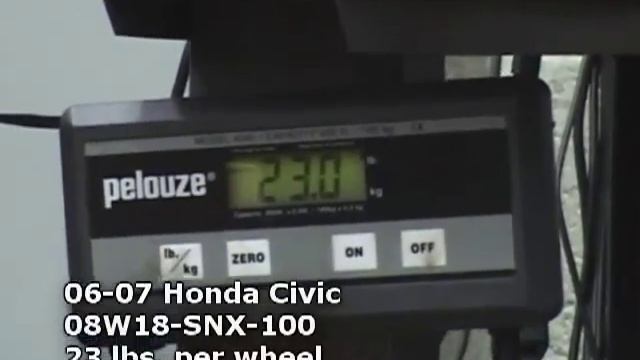 pelouze®
23.0
lb
kg
lb./kg
ZERO
ON
OFF
06-07 Honda Civic
08W18-SNX-100
23 lbs. per wheel